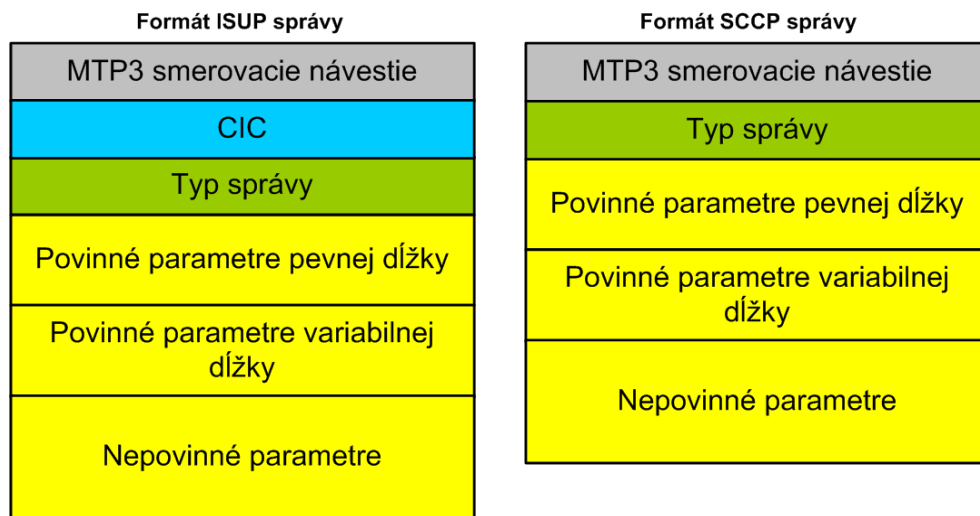 Formát ISUP správy
MTP3 smerovacie návestie
CIC
Typ správy
Povinné parametre pevnej dĺžky
Povinné parametre variabilnej
dĺžky
Nepovinné parametre
Formát SCCP správy
MTP3 smerovacie návestie
Typ správy
Povinné parametre pevnej dĺžky
Povinné parametre variabilnej
dĺžky
Nepovinné parametre